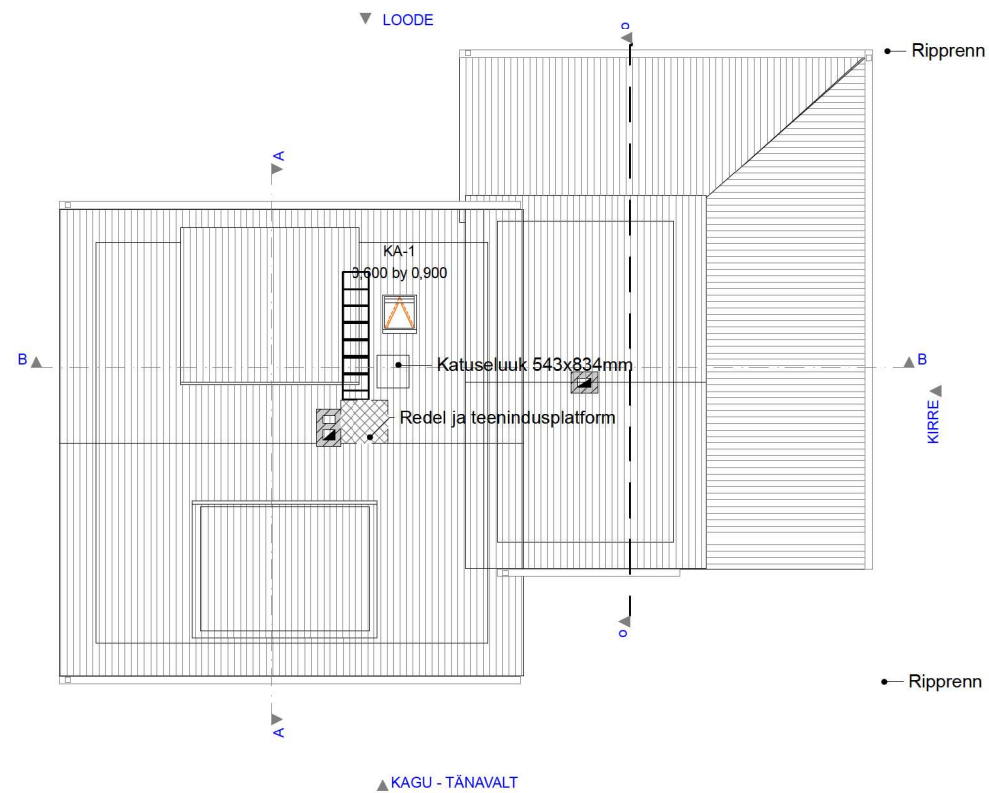 LOODE
Ripprenn
A
KA-1
0,600 by 0,900
B
Katuseluuk 543x834mm
B
Redel ja teenindusplatform
KIRRE
Ripprenn
A
KAGU - TÄNAVALT